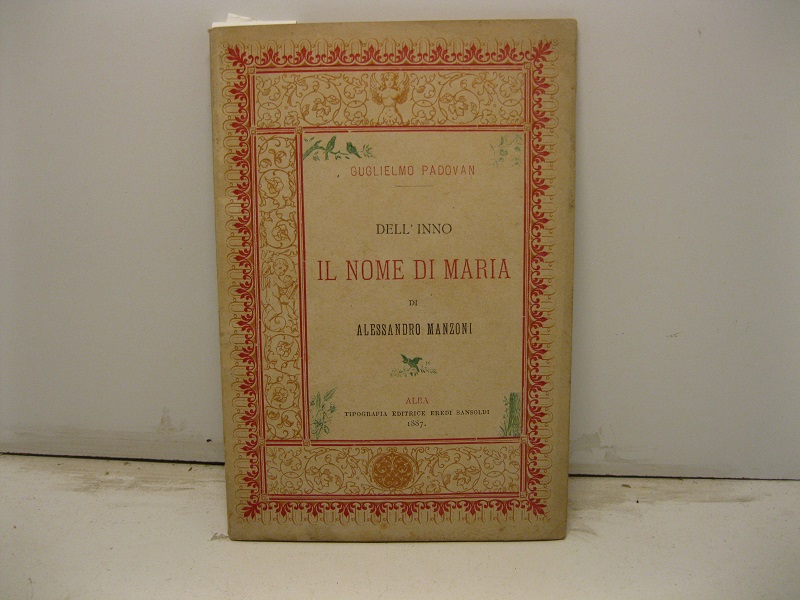 GUGLIELMO PADOVAN
DELL' INNO
IL NOME DI MARIA
DI
ALESSANDRO MANZONI
ALBA
TIPOGRAFIA EDITRICE EREDI SANSOLDI
1887.